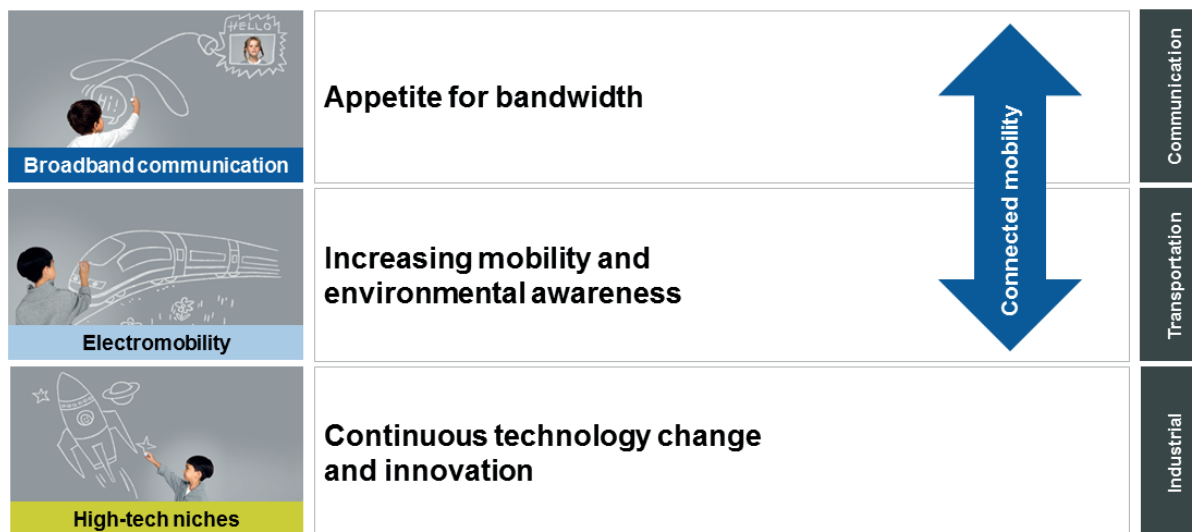 HELLO
Hi!
Broadband communication
Appetite for bandwidth
Connected mobility
Communication
Electromobility
Increasing mobility and
environmental awareness
Transportation
High-tech niches
Continuous technology change
and innovation
Industrial